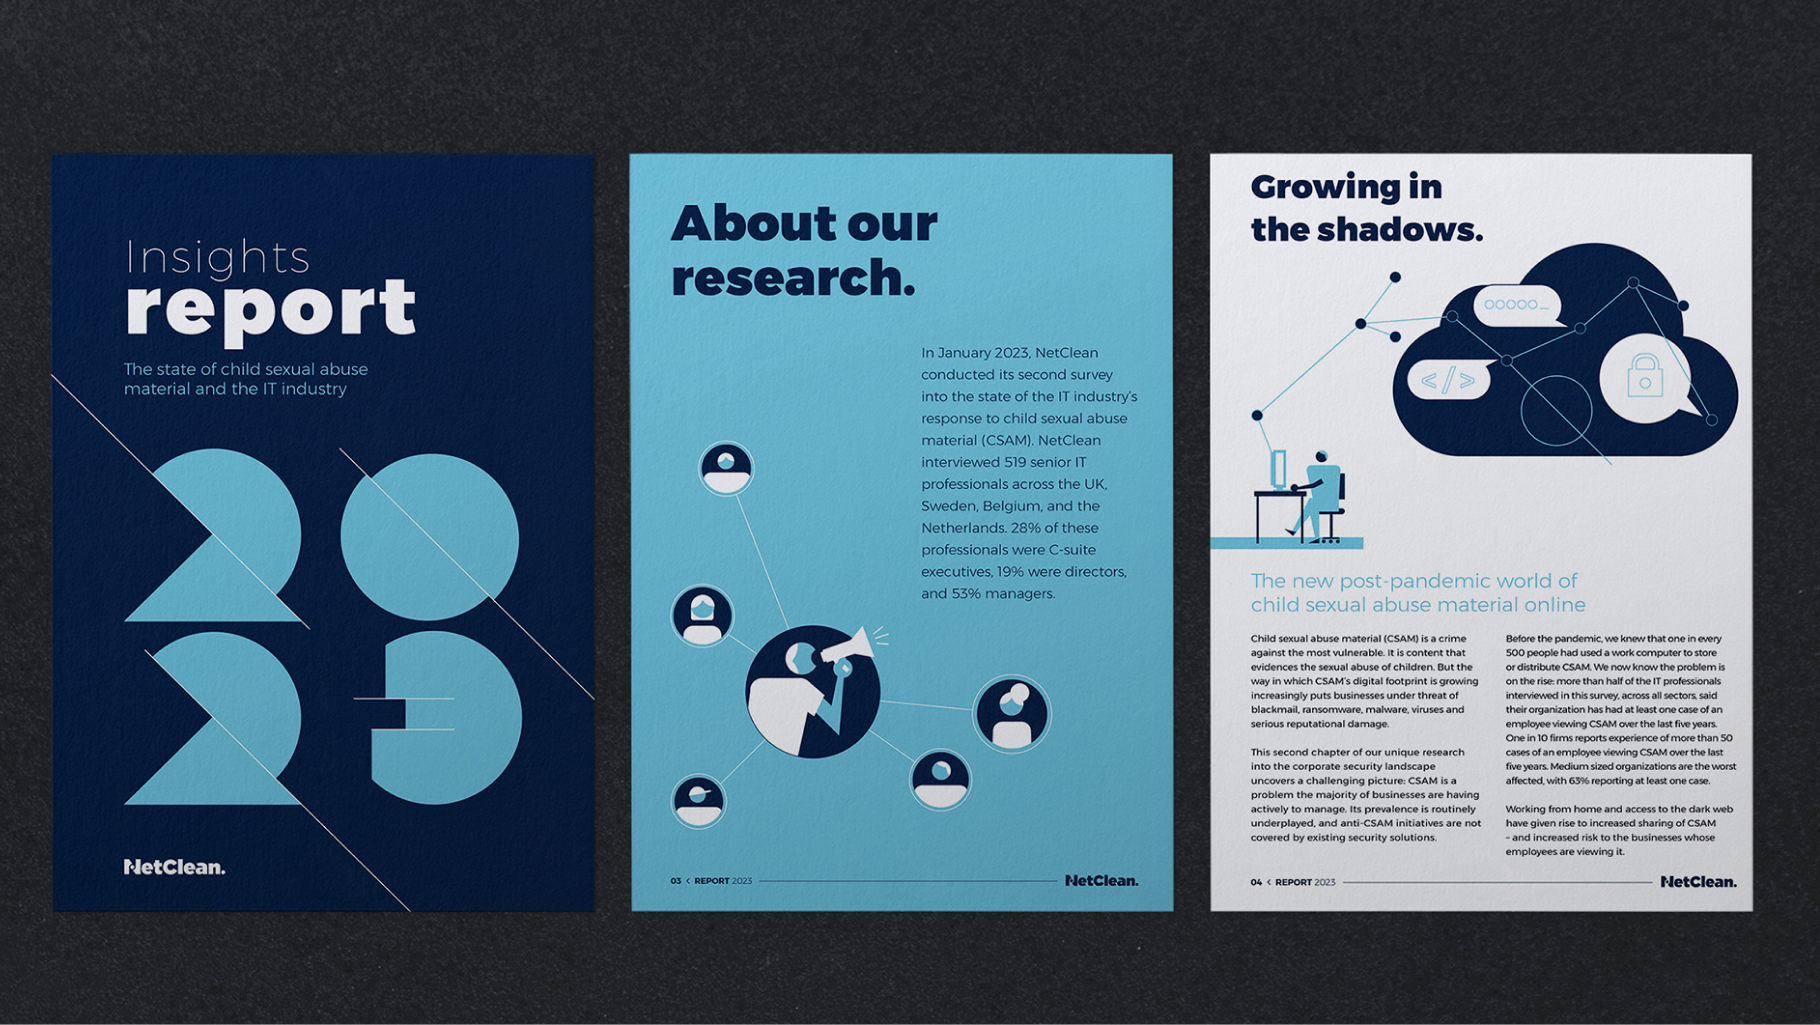 Insights
report
The state of child sexual abuse
material and the IT industry
2023
NetClean.
About our
research.
In January 2023, NetClean
conducted its second survey
into the state of the IT industry's
response to child sexual abuse
material (CSAM). NetClean
interviewed 519 senior IT
professionals across the UK,
Sweden, Belgium, and the
Netherlands. 28% of these
professionals were C-suite
executives, 19% were directors,
and 53% managers.
03 < REPORT 2023
NetClean.
Growing in
the shadows.
</>
The new post-pandemic world of
child sexual abuse material online
Child sexual abuse material (CSAM) is a crime
against the most vulnerable. It is content that
evidences the sexual abuse of children. But the
way in which CSAM's digital footprint is growing
increasingly puts businesses under threat of
blackmail, ransomware, malware, viruses and
serious reputational damage.
This second chapter of our unique research
into the corporate security landscape
uncovers a challenging picture: CSAM is a
problem the majority of businesses are having
actively to manage. Its prevalence is routinely
underplayed, and anti-CSAM initiatives are not
covered by existing security solutions.
Before the pandemic, we knew that one in every
500 people had used a work computer to store
or distribute CSAM. We now know the problem is
on the rise: more than half of the IT professionals
interviewed in this survey, across all sectors, said
their organization has had at least one case of an
employee viewing CSAM over the last five years.
One in 10 firms reports experience of more than 50
cases of an employee viewing CSAM over the last
five years. Medium sized organizations are the worst
affected, with 63% reporting at least one case.
Working from home and access to the dark web
have given rise to increased sharing of CSAM
– and increased risk to the businesses whose
employees are viewing it.
04 < REPORT 2023
NetClean.